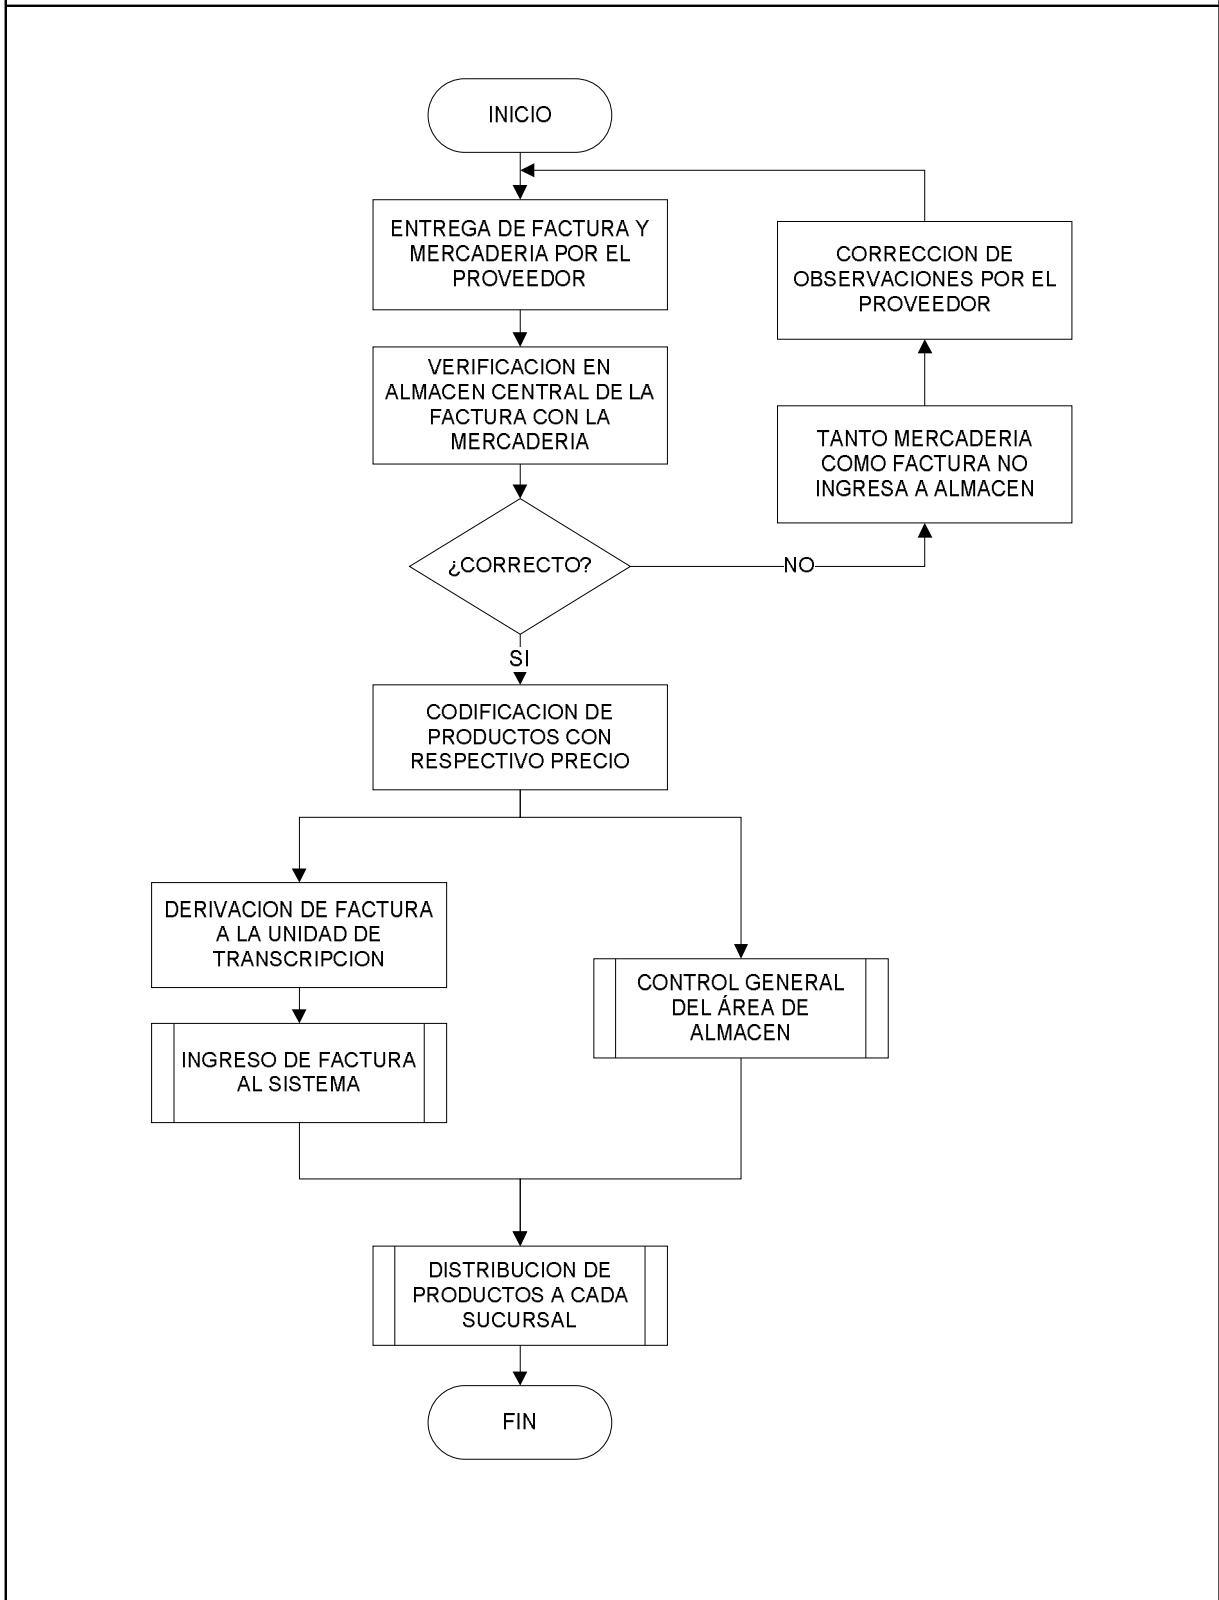 INICIO
ENTREGA DE FACTURA Y
MERCADERIA POR EL
PROVEEDOR
CORRECCION DE
OBSERVACIONES POR EL
PROVEEDOR
VERIFICACION EN
ALMACEN CENTRAL DE LA
FACTURA CON LA
MERCADERIA
TANTO MERCADERIA
COMO FACTURA NO
INGRESA A ALMACEN
¿CORRECTO?
NO
SI
CODIFICACION DE
PRODUCTOS CON
RESPECTIVO PRECIO
DERIVACION DE FACTURA
A LA UNIDAD DE
TRANSCRIPCION
CONTROL GENERAL
DEL ÁREA DE
ALMACEN
INGRESO DE FACTURA
AL SISTEMA
DISTRIBUCION DE
PRODUCTOS A CADA
SUCURSAL
FIN